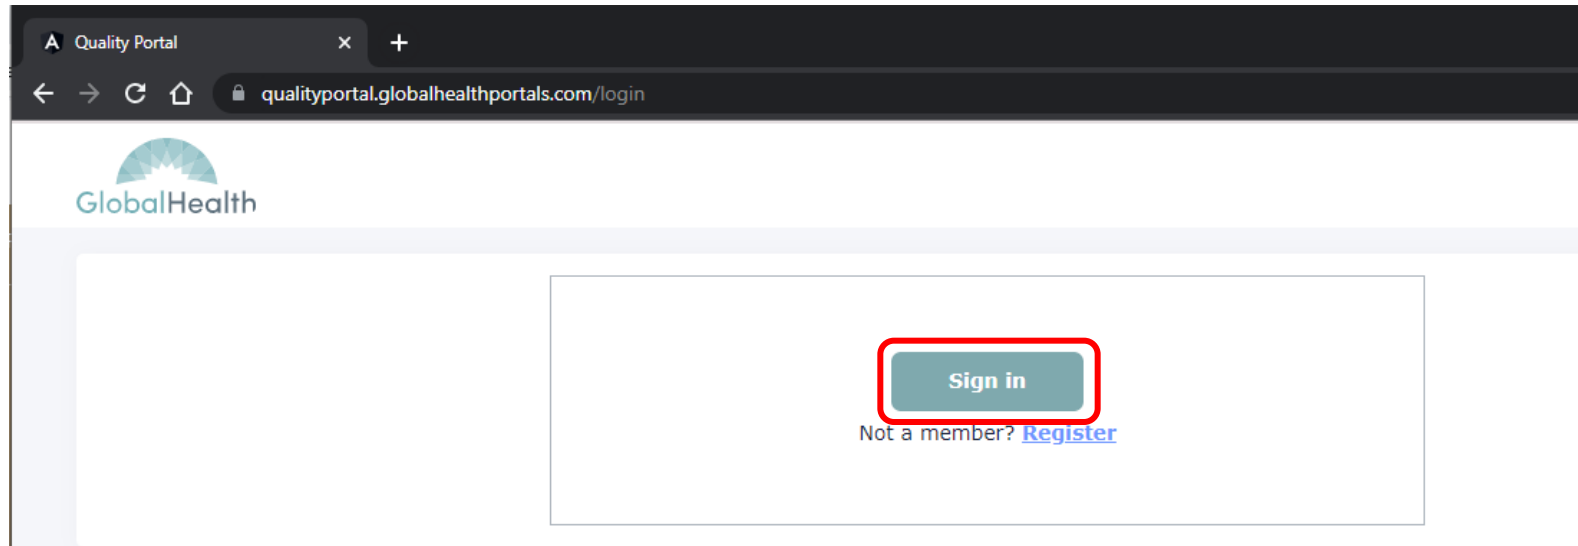 Quality Portal
qualityportal.globalhealthportals.com/login
GlobalHealth
Sign in
Not a member? Register